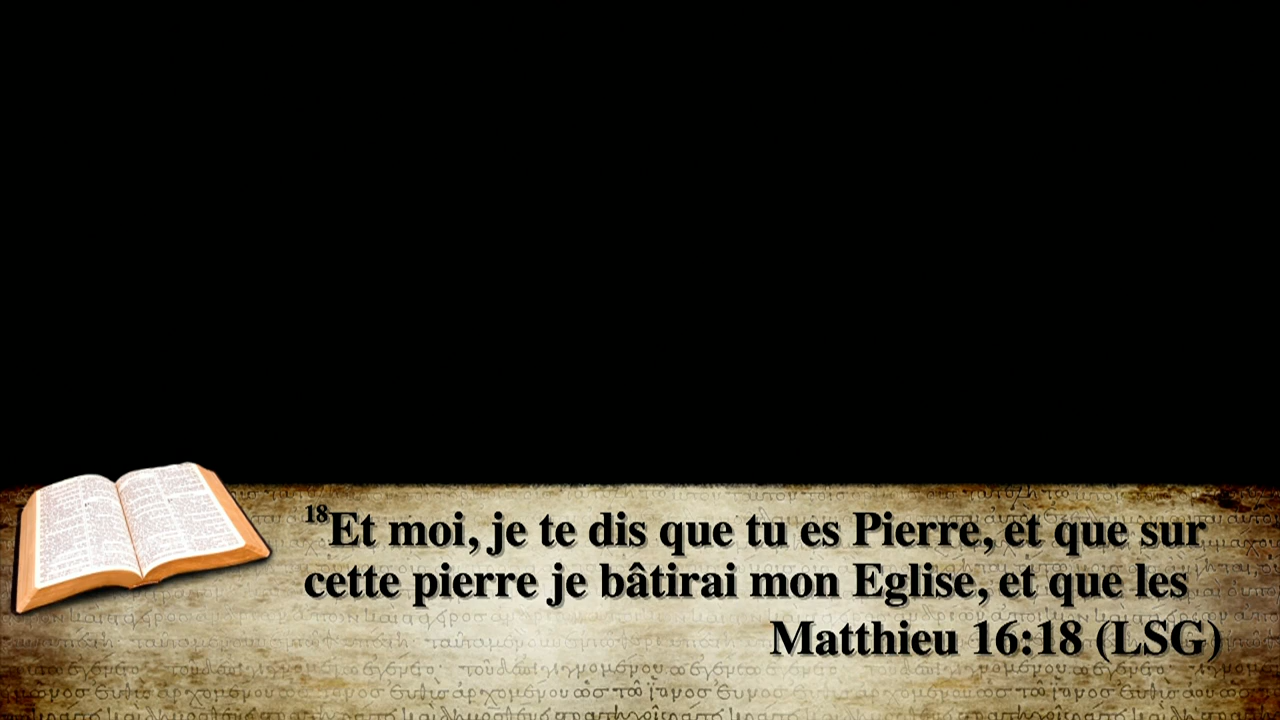 18Et moi, je te dis que tu es Pierre, et que sur
cette pierre je bâtirai mon Eglise, et que les
Matthieu 16:18 (LSG)